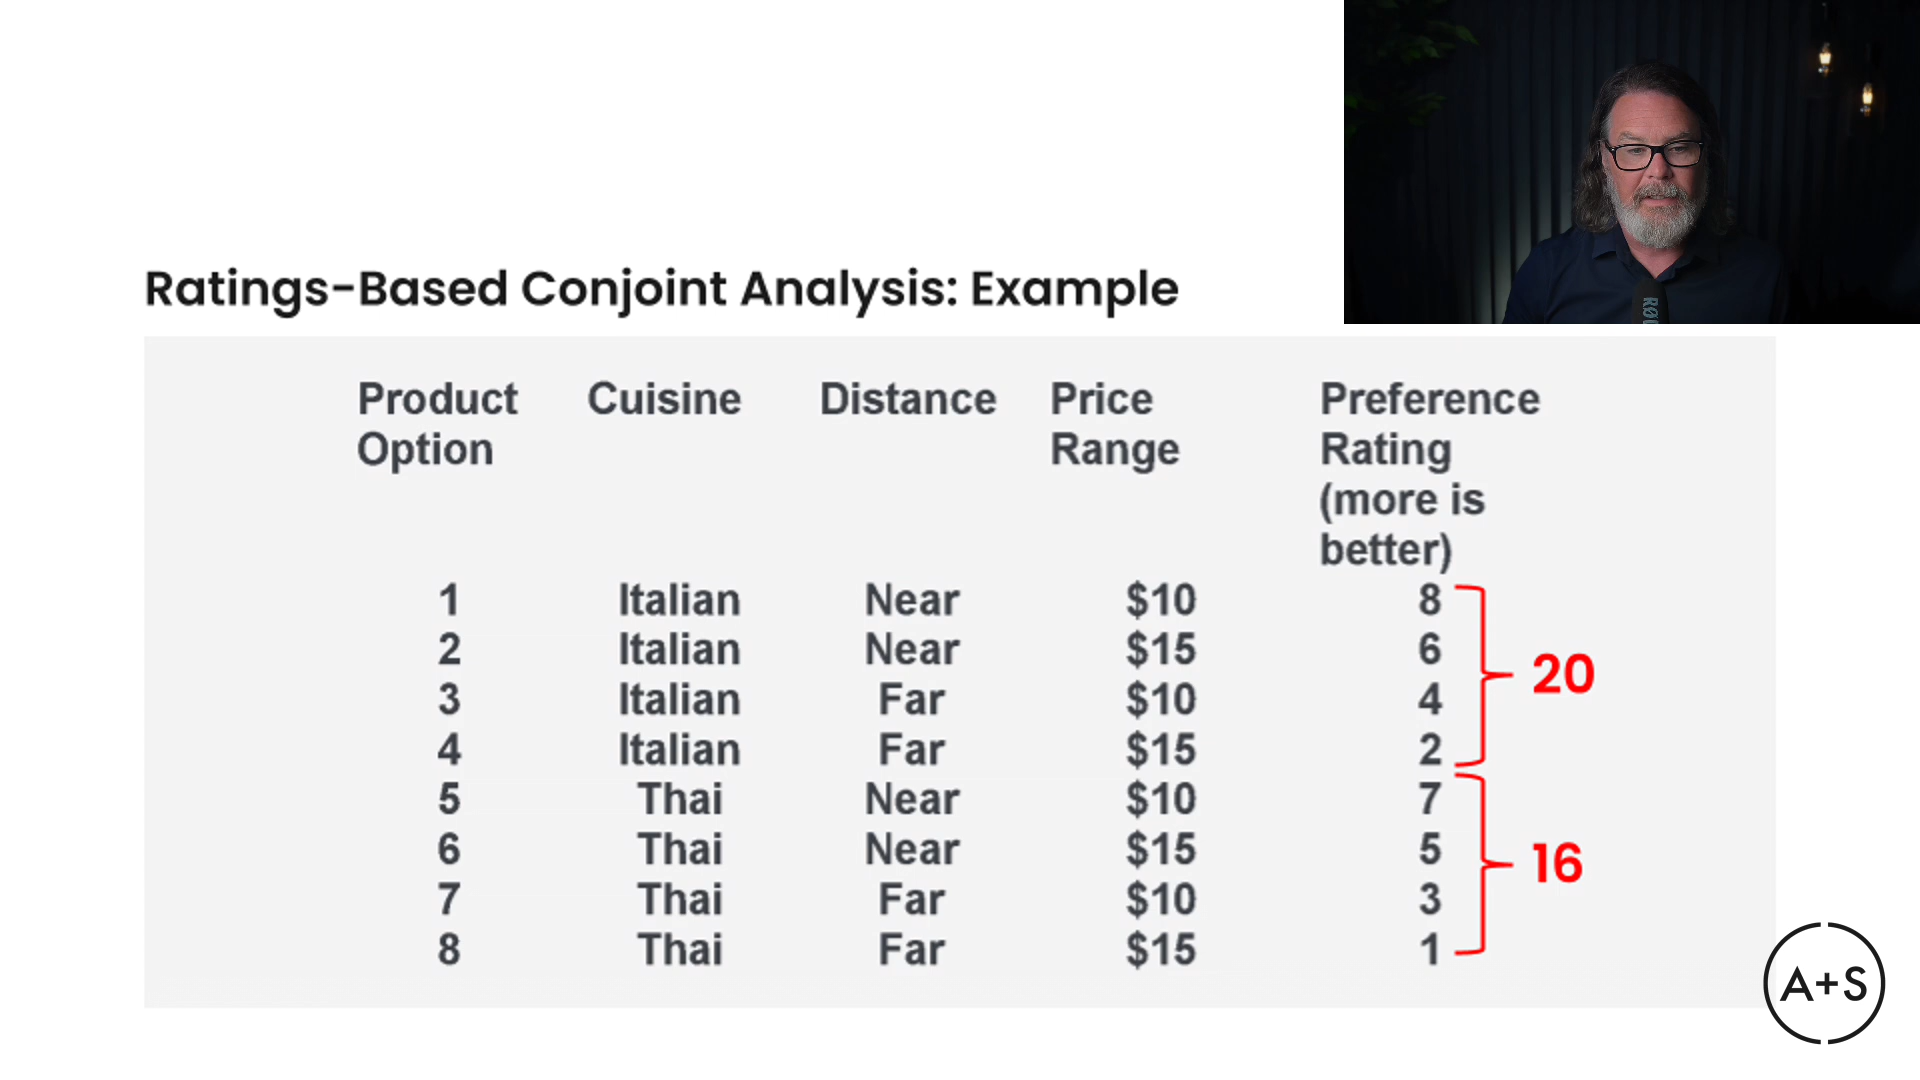 Ratings-Based Conjoint Analysis: Example
Product Option Cuisine Distance Price Range Preference Rating (more is better)
1 Italian Near $10 8
2 Italian Near $15 6
3 Italian Far $10 4
4 Italian Far $15 2
20
5 Thai Near $10 7
6 Thai Near $15 5
7 Thai Far $10 3
8 Thai Far $15 1
16
A+S